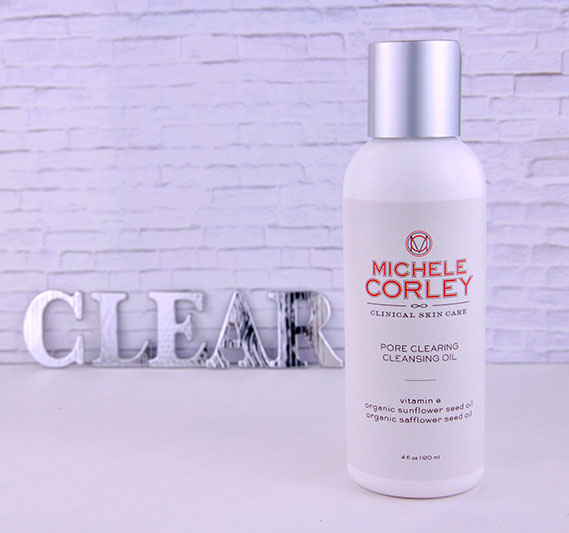 CLEAR
MICHELE
CORLEY
CLINICAL SKIN CARE
PORE CLEARING
CLEANSING OIL
vitamin e
organic sunflower seed oil
organic safflower seed oil
4 fl oz | 120 ml